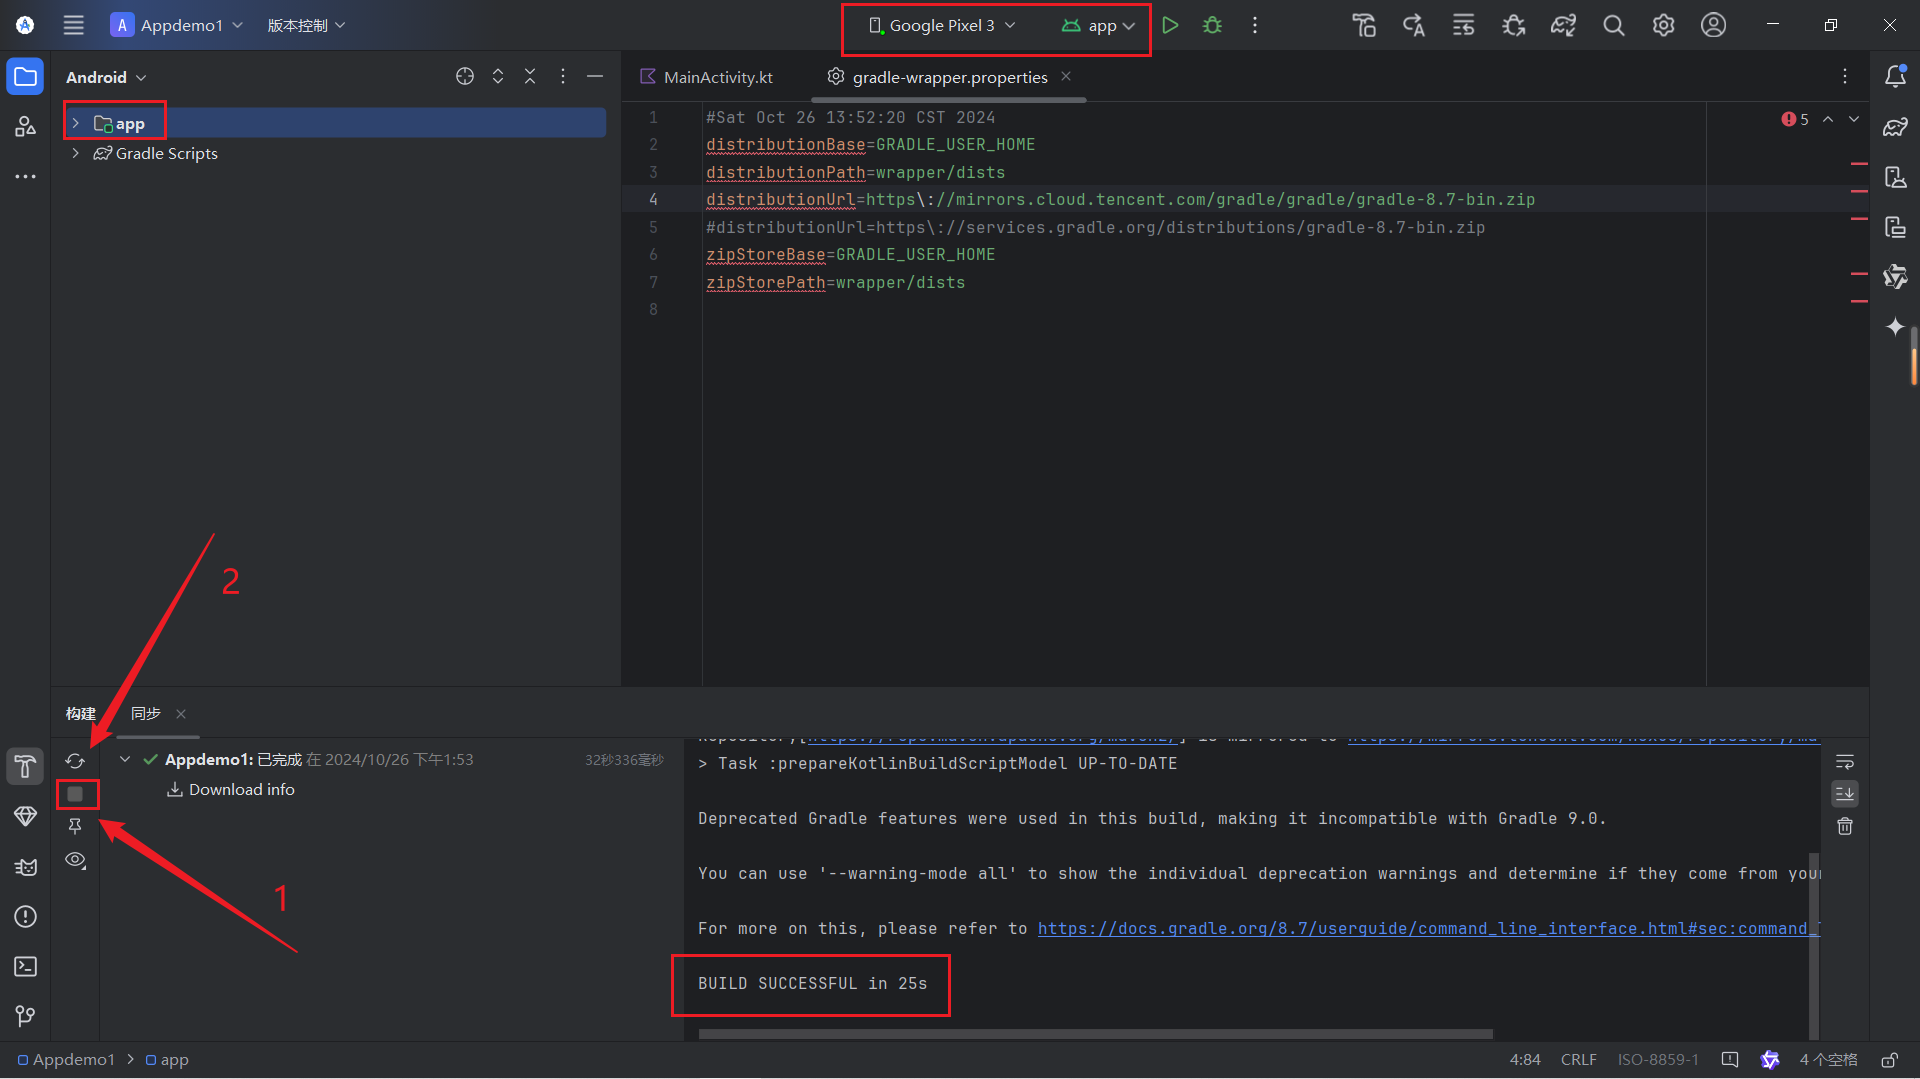 A Appdemo1 版本控制 Google Pixel 3 app
Android
app
Gradle Scripts
MainActivity.kt gradle-wrapper.properties
5
1 #Sat Oct 26 13:52:20 CST 2024
2 distributionBase=GRADLE_USER_HOME
3 distributionPath=wrapper/dists
4 distributionUrl=https\://mirrors.cloud.tencent.com/gradle/gradle/gradle-8.7-bin.zip
5 #distributionUrl=https\://services.gradle.org/distributions/gradle-8.7-bin.zip
6 zipStoreBase=GRADLE_USER_HOME
7 zipStorePath=wrapper/dists
8
2
构建 同步
Appdemo1: 已完成 在 2024/10/26 下午1:53 32秒336毫秒
Download info
1
> Task :prepareKotlinBuildScriptModel UP-TO-DATE
Deprecated Gradle features were used in this build, making it incompatible with Gradle 9.0.
You can use '--warning-mode all' to show the individual deprecation warnings and determine if they come from your
For more on this, please refer to https://docs.gradle.org/8.7/userguide/command_line_interface.html#sec:command_
BUILD SUCCESSFUL in 25s
Appdemo1 > app
4:84 CRLF ISO-8859-1 4 个空格